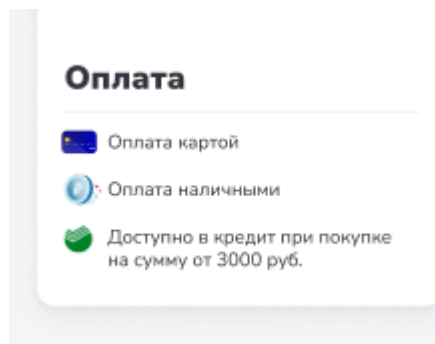 Оплата
Оплата картой
Оплата наличными
Доступно в кредит при покупке
на сумму от 3000 руб.